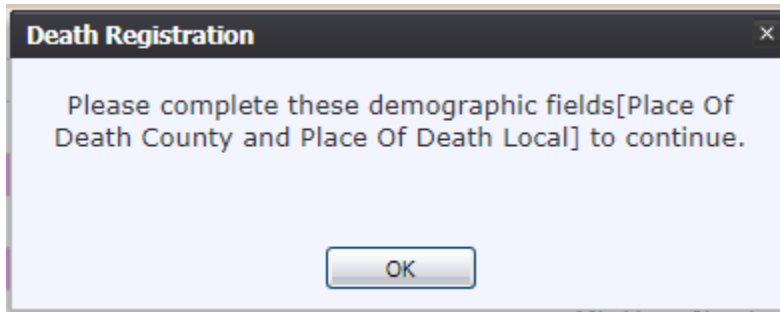 Death Registration
Please complete these demographic fields[Place Of
Death County and Place Of Death Local] to continue.
OK